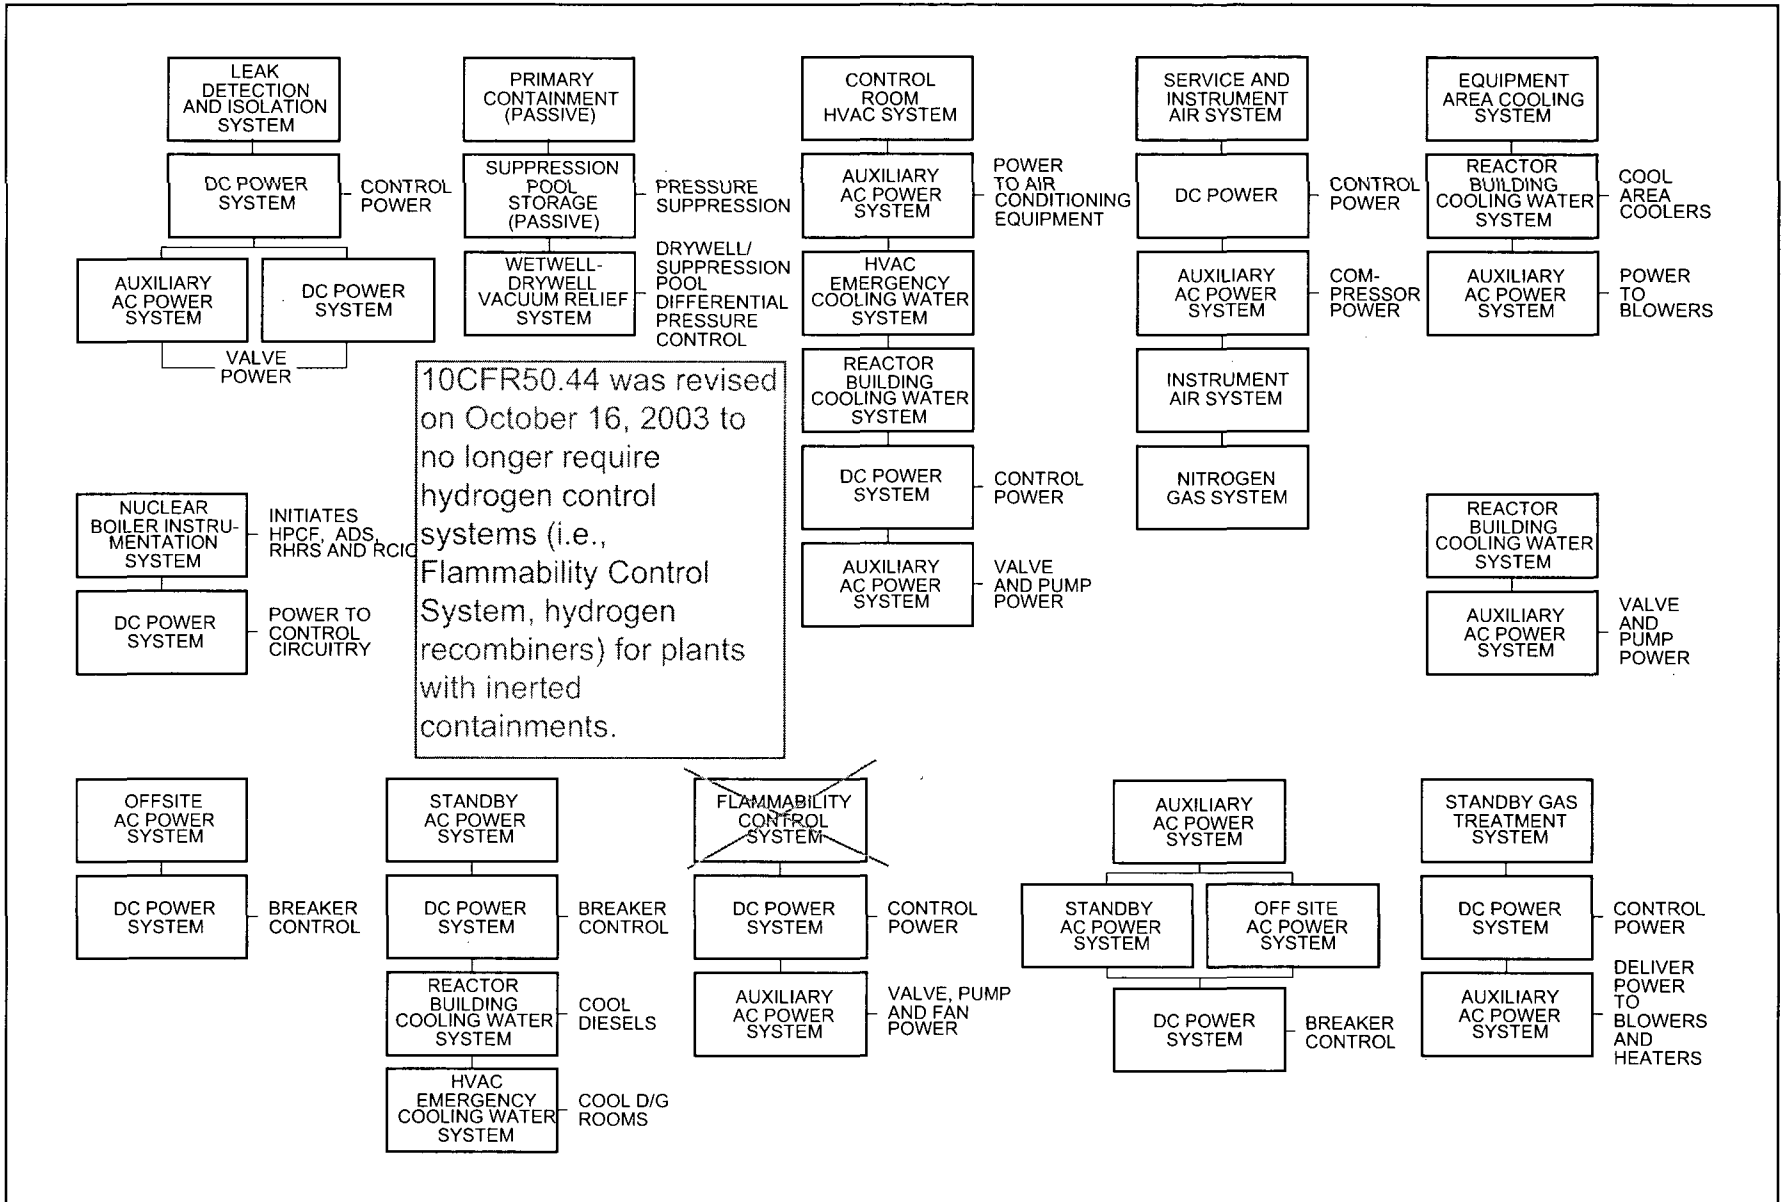 LEAK
DETECTION
AND ISOLATION
SYSTEM
DC POWER
SYSTEM
CONTROL
POWER
AUXILIARY
AC POWER
SYSTEM
DC POWER
SYSTEM
VALVE
POWER
PRIMARY
CONTAINMENT
(PASSIVE)
SUPPRESSION
POOL
STORAGE
(PASSIVE)
PRESSURE
SUPPRESSION
WETWELL-
DRYWELL
VACUUM RELIEF
SYSTEM
DRYWELL/
SUPPRESSION
POOL
DIFFERENTIAL
PRESSURE
CONTROL
CONTROL
ROOM
HVAC SYSTEM
AUXILIARY
AC POWER
SYSTEM
POWER
TO AIR
CONDITIONING
EQUIPMENT
HVAC
EMERGENCY
COOLING WATER
SYSTEM
REACTOR
BUILDING
COOLING WATER
SYSTEM
DC POWER
SYSTEM
CONTROL
POWER
AUXILIARY
AC POWER
SYSTEM
VALVE
AND PUMP
POWER
SERVICE AND
INSTRUMENT
AIR SYSTEM
DC POWER
CONTROL
POWER
AUXILIARY
AC POWER
SYSTEM
COM-
PRESSOR
POWER
INSTRUMENT
AIR SYSTEM
NITROGEN
GAS SYSTEM
EQUIPMENT
AREA COOLING
SYSTEM
REACTOR
BUILDING
COOLING WATER
SYSTEM
COOL
AREA
COOLERS
AUXILIARY
AC POWER
SYSTEM
POWER
TO
BLOWERS
10CFR50.44 was revised
on October 16, 2003 to
no longer require
hydrogen control
systems (i.e.,
Flammability Control
System, hydrogen
recombiners) for plants
with inerted
containments.
NUCLEAR
BOILER INSTRU-
MENTATION
SYSTEM
INITIATES
HPCF, ADS,
RHRS AND RCIC
DC POWER
SYSTEM
POWER TO
CONTROL
CIRCUITRY
REACTOR
BUILDING
COOLING WATER
SYSTEM
AUXILIARY
AC POWER
SYSTEM
VALVE
AND
PUMP
POWER
OFFSITE
AC POWER
SYSTEM
DC POWER
SYSTEM
BREAKER
CONTROL
STANDBY
AC POWER
SYSTEM
DC POWER
SYSTEM
BREAKER
CONTROL
REACTOR
BUILDING
COOLING WATER
SYSTEM
COOL
DIESELS
HVAC
EMERGENCY
COOLING WATER
SYSTEM
COOL D/G
ROOMS
FLAMMABILITY
CONTROL
SYSTEM
DC POWER
SYSTEM
CONTROL
POWER
AUXILIARY
AC POWER
SYSTEM
VALVE, PUMP
AND FAN
POWER
AUXILIARY
AC POWER
SYSTEM
STANDBY
AC POWER
SYSTEM
OFF SITE
AC POWER
SYSTEM
DC POWER
SYSTEM
BREAKER
CONTROL
STANDBY GAS
TREATMENT
SYSTEM
DC POWER
SYSTEM
CONTROL
POWER
AUXILIARY
AC POWER
SYSTEM
DELIVER
POWER
TO
BLOWERS
AND
HEATERS